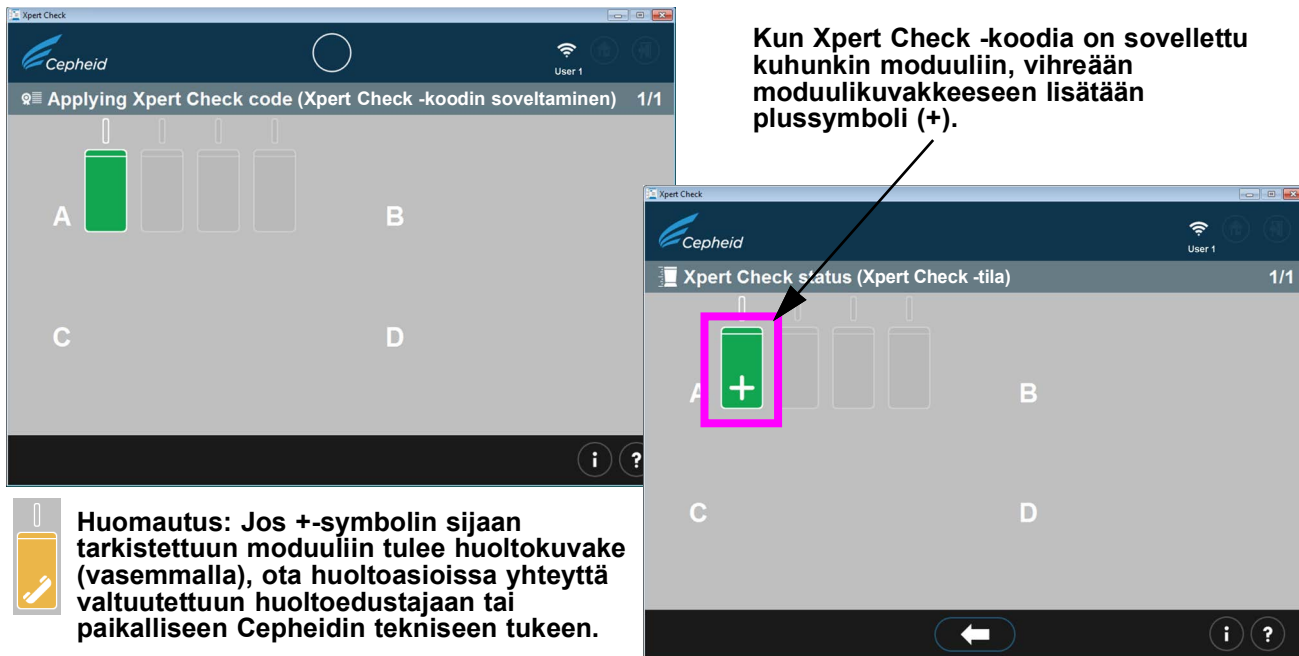 Xpert Check
Cepheid
User 1
Applying Xpert Check code (Xpert Check -koodin soveltaminen) 1/1
A
B
C
D
i ?
Kun Xpert Check -koodia on sovellettu
kuhunkin moduuliin, vihreään
moduulikuvakkeeseen lisätään
plussymboli (+).
Xpert Check
Cepheid
User 1
Xpert Check status (Xpert Check -tila) 1/1
A
+
B
C
D
i ?
Huomautus: Jos +-symbolin sijaan
tarkistettuun moduuliin tulee huoltokuvake
(vasemmalla), ota huoltoasioissa yhteyttä
valtuutettuun huoltoedustajaan tai
paikalliseen Cepheidin tekniseen tukeen.